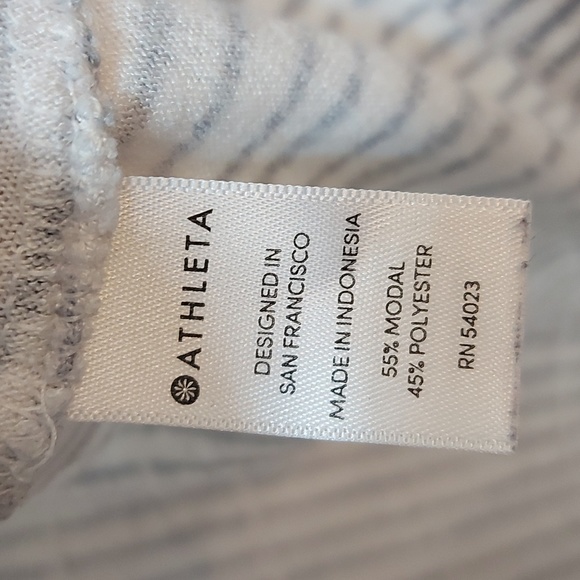 ATHLETA
DESIGNED IN
SAN FRANCISCO
MADE IN INDONESIA
55% MODAL
45% POLYESTER
RN 54023